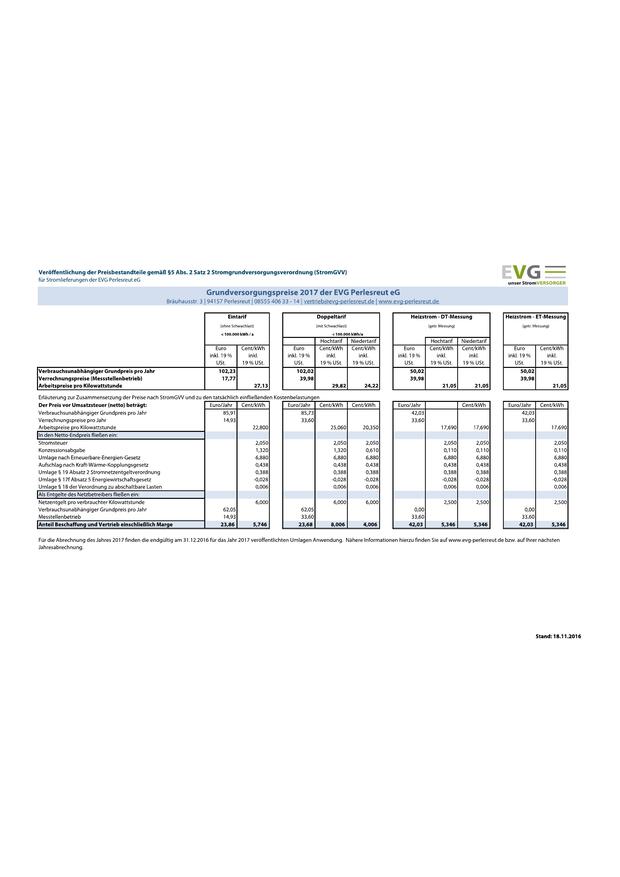 Veröffentlichung der Preisbestandteile gemäß §5 Abs. 2 Satz 2 Stromgrundversorgungsverordnung (StromGVV)
für Stromlieferungen der EVG Perlesreut eG
EVG
unser StromVERSORGER
Grundversorgungspreise 2017 der EVG Perlesreut eG
Bräuhausstr. 3 | 94157 Perlesreut | 08555 406 33 - 14 | vertrieb@evg-perlesreut.de | www.evg-perlesreut.de
Eintarif Doppeltarif Heizstrom - DT-Messung Heizstrom - ET-Messung
(ohne Schwachlast) (mit Schwachlast) (getr. Messung) (getr. Messung)
< 100.000 kWh / a < 100.000 kWh/a
Hochtarif Niedertarif Hochtarif Niedertarif
Euro Cent/kWh Euro Cent/kWh Cent/kWh Euro Cent/kWh Cent/kWh Euro Cent/kWh
inkl. 19 % inkl. inkl. 19 % inkl. inkl. inkl. 19 % inkl. inkl. inkl. 19 % inkl.
USt. 19 % USt. USt. 19 % USt. 19 % USt. USt. 19 % USt. 19 % USt. USt. 19 % USt.
Verbrauchsunabhängiger Grundpreis pro Jahr 102,23 102,02 50,02 50,02
Verrechnungspreise (Messstellenbetrieb) 17,77 39,98 39,98 39,98
Arbeitspreise pro Kilowattstunde 27,13 29,82 24,22 21,05 21,05 21,05
Erläuterung zur Zusammensetzung der Preise nach StromGVV und zu den tatsächlich einfließenden Kostenbelastungen
Der Preis vor Umsatzsteuer (netto) beträgt: Euro/Jahr Cent/kWh Euro/Jahr Cent/kWh Cent/kWh Euro/Jahr Cent/kWh Euro/Jahr Cent/kWh
Verbrauchsunabhängiger Grundpreis pro Jahr 85,91 85,73 42,03 42,03
Verrechnungspreise pro Jahr 14,93 33,60 33,60 33,60
Arbeitspreise pro Kilowattstunde 22,800 25,060 20,350 17,690 17,690 17,690
In den Netto-Endpreis fließen ein:
Stromsteuer 2,050 2,050 2,050 2,050 2,050 2,050
Konzessionsabgabe 1,320 1,320 0,610 0,110 0,110 0,110
Umlage nach Erneuerbare-Energien-Gesetz 6,880 6,880 6,880 6,880 6,880 6,880
Aufschlag nach Kraft-Wärme-Kopplungsgesetz 0,438 0,438 0,438 0,438 0,438 0,438
Umlage § 19 Absatz 2 Stromnetzentgeltverordnung 0,388 0,388 0,388 0,388 0,388 0,388
Umlage § 17f Absatz 5 Energiewirtschaftsgesetz -0,028 -0,028 -0,028 -0,028 -0,028 -0,028
Umlage § 18 der Verordnung zu abschaltbare Lasten 0,006 0,006 0,006 0,006 0,006 0,006
Als Entgelte des Netzbetreibers fließen ein:
Netzentgelt pro verbrauchter Kilowattstunde 6,000 6,000 6,000 2,500 2,500 2,500
Verbrauchsunabhängiger Grundpreis pro Jahr 62,05 62,05 0,00 0,00
Messstellenbetrieb 14,93 33,60 33,60 33,60
Anteil Beschaffung und Vertrieb einschließlich Marge 23,86 5,746 23,68 8,006 4,006 42,03 5,346 5,346 42,03 5,346
Für die Abrechnung des Jahres 2017 finden die endgültig am 31.12.2016 für das Jahr 2017 veröffentlichten Umlagen Anwendung. Nähere Informationen hierzu finden Sie auf www.evg-perlesreut.de bzw. auf Ihrer nächsten
Jahresabrechnung.
Stand: 18.11.2016